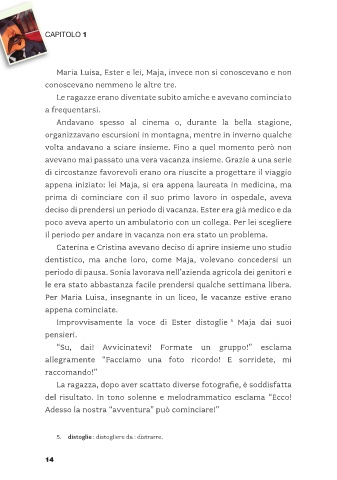 CAPITOLO 1
Maria Luisa, Ester e lei, Maja, invece non si conoscevano e non
conoscevano nemmeno le altre tre.
Le ragazze erano diventate subito amiche e avevano cominciato
a frequentarsi.
Andavano spesso al cinema o, durante la bella stagione,
organizzavano escursioni in montagna, mentre in inverno qualche
volta andavano a sciare insieme. Fino a quel momento però non
avevano mai passato una vera vacanza insieme. Grazie a una serie
di circostanze favorevoli erano ora riuscite a progettare il viaggio
appena iniziato: lei Maja, si era appena laureata in medicina, ma
prima di cominciare con il suo primo lavoro in ospedale, aveva
deciso di prendersi un periodo di vacanza. Ester era già medico e da
poco aveva aperto un ambulatorio con un collega. Per lei scegliere
il periodo per andare in vacanza non era stato un problema.
Caterina e Cristina avevano deciso di aprire insieme uno studio
dentistico, ma anche loro, come Maja, volevano concedersi un
periodo di pausa. Sonia lavorava nell'azienda agricola dei genitori e
le era stato abbastanza facile prendersi qualche settimana libera.
Per Maria Luisa, insegnante in un liceo, le vacanze estive erano
appena cominciate.
Improvvisamente la voce di Ester distoglie 5 Maja dai suoi
pensieri.
“Su, dai! Avvicinatevi! Formate un gruppo!” esclama
allegramente “Facciamo una foto ricordo! E sorridete, mi
raccomando!”
La ragazza, dopo aver scattato diverse fotografie, è soddisfatta
del risultato. In tono solenne e melodrammatico esclama “Ecco!
Adesso la nostra “avventura” può cominciare!”
5. distoglie : distogliere da : distrarre.
14